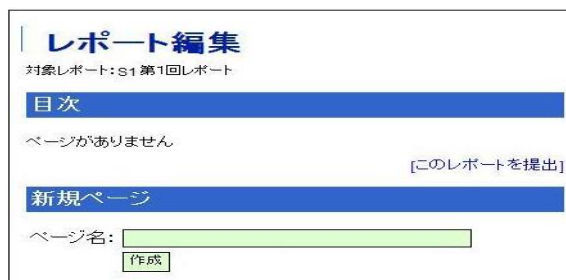 レポート編集
対象レポート:S1 第1回レポート
目次
ページがありません
[このレポートを提出]
新規ページ
ページ名:
作成